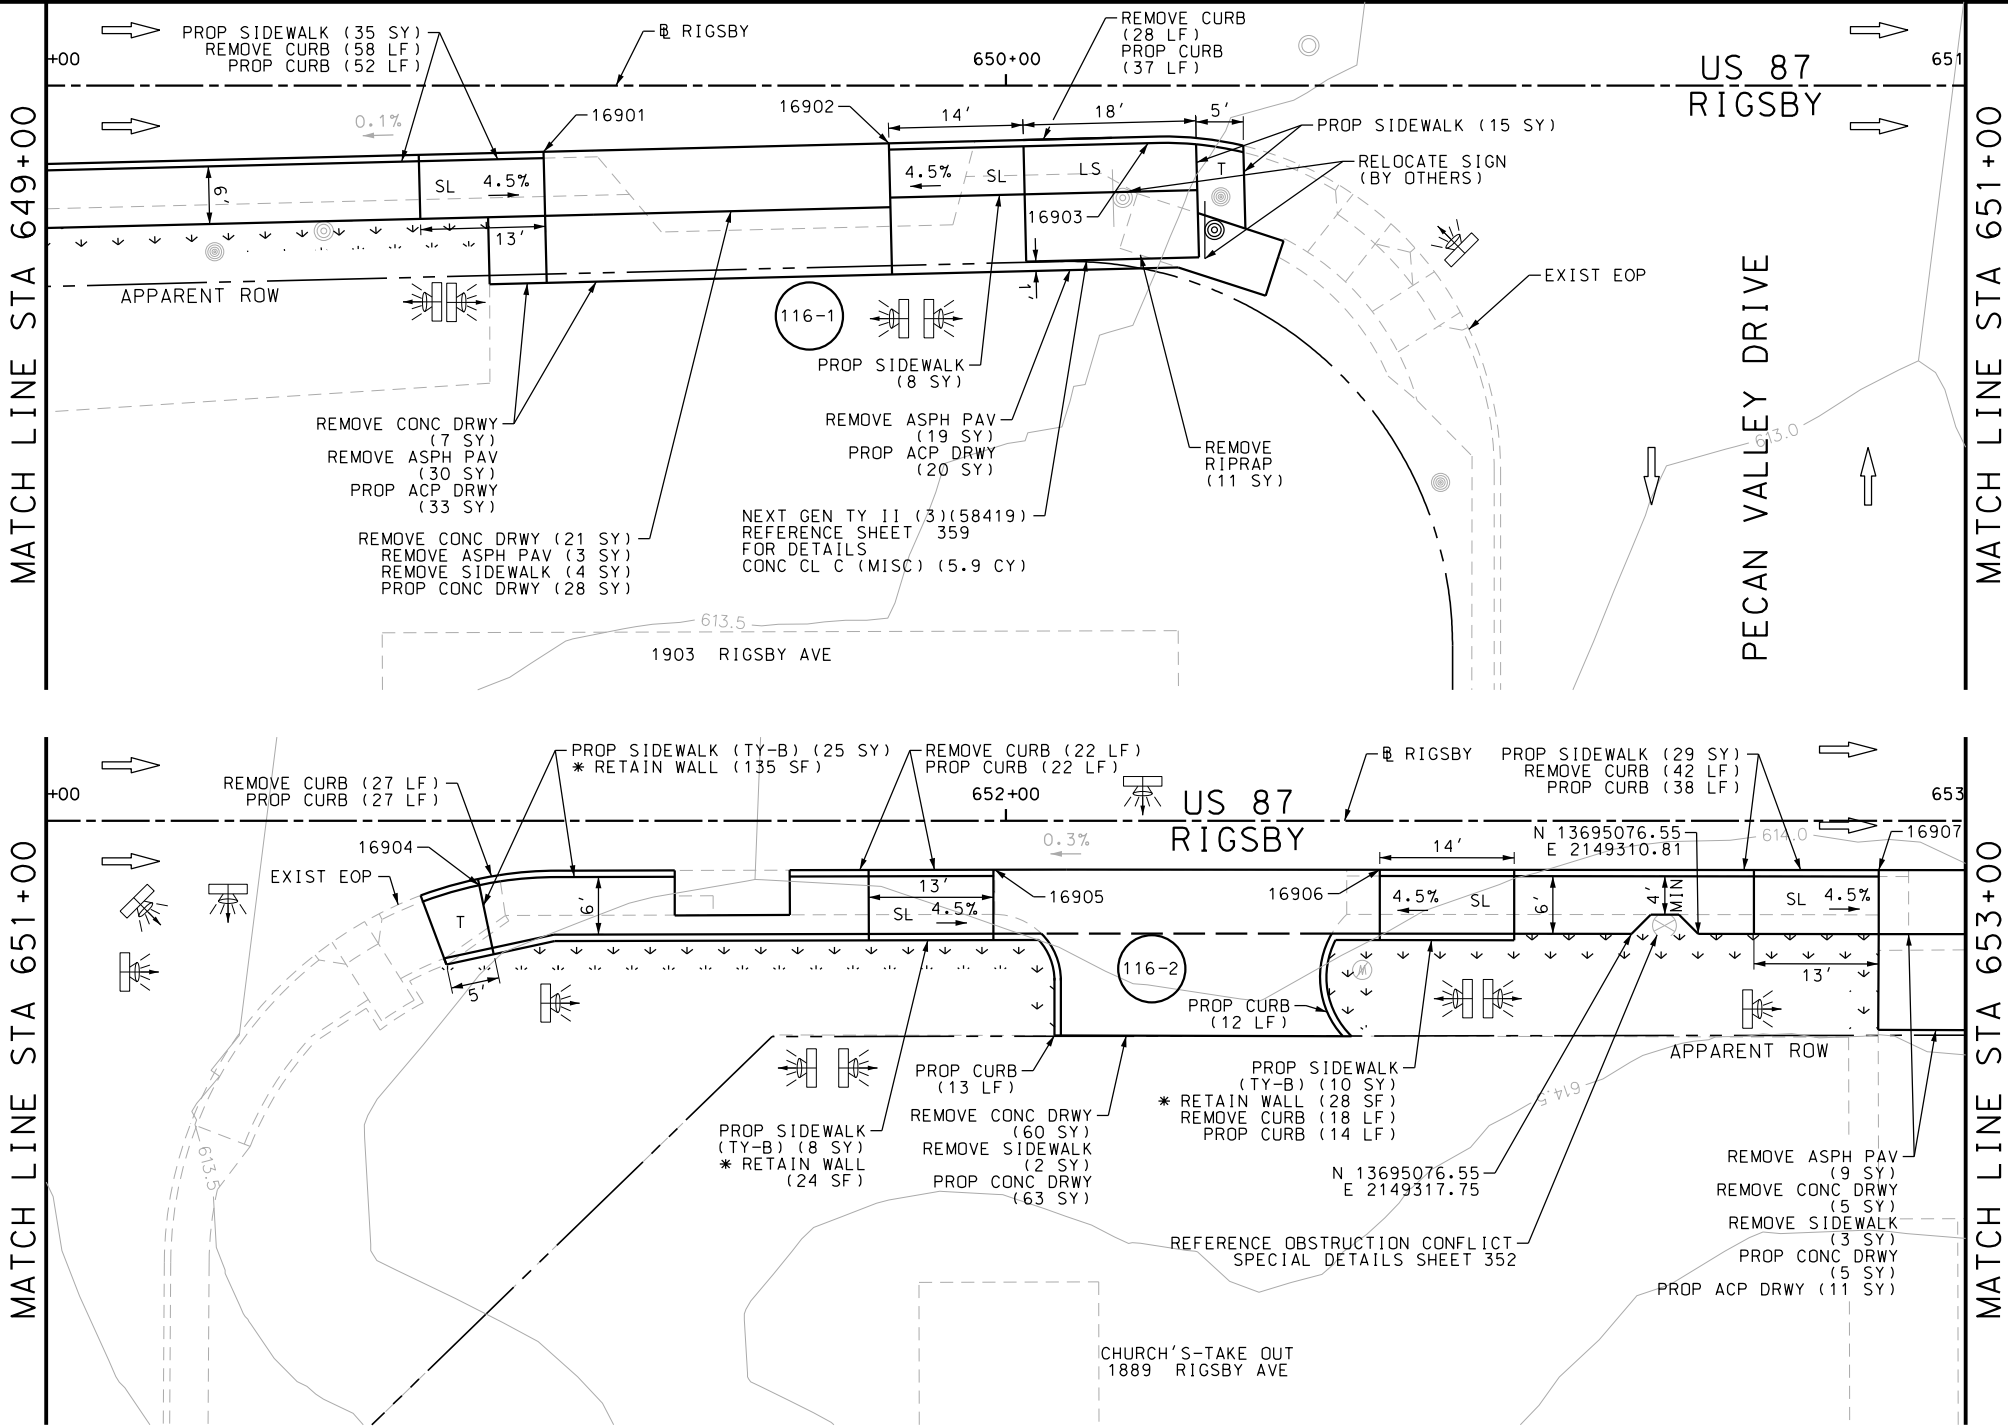 PROP SIDEWALK (35 SY)
REMOVE CURB (58 LF)
PROP CURB (52 LF)
℄ RIGSBY
REMOVE CURB
(28 LF)
PROP CURB
(37 LF)
+00
650+00
US 87
RIGSBY
651
MATCH LINE STA 649+00
MATCH LINE STA 651+00
0.1%
16901
16902
14'
18'
5'
PROP SIDEWALK (15 SY)
RELOCATE SIGN
(BY OTHERS)
6'
SL
4.5%
4.5%
SL
LS
T
16903
13'
1'
APPARENT ROW
116-1
EXIST EOP
PECAN VALLEY DRIVE
PROP SIDEWALK
(8 SY)
REMOVE CONC DRWY
(7 SY)
REMOVE ASPH PAV
(30 SY)
PROP ACP DRWY
(33 SY)
REMOVE ASPH PAV
(19 SY)
PROP ACP DRWY
(20 SY)
REMOVE
RIPRAP
(11 SY)
613.0
REMOVE CONC DRWY (21 SY)
REMOVE ASPH PAV (3 SY)
REMOVE SIDEWALK (4 SY)
PROP CONC DRWY (28 SY)
NEXT GEN TY II (3)(58419)
REFERENCE SHEET 359
FOR DETAILS
CONC CL C (MISC) (5.9 CY)
613.5
1903 RIGSBY AVE
PROP SIDEWALK (TY-B) (25 SY)
* RETAIN WALL (135 SF)
REMOVE CURB (22 LF)
PROP CURB (22 LF)
℄ RIGSBY
PROP SIDEWALK (29 SY)
REMOVE CURB (42 LF)
PROP CURB (38 LF)
REMOVE CURB (27 LF)
PROP CURB (27 LF)
+00
652+00
US 87
RIGSBY
653
MATCH LINE STA 651+00
MATCH LINE STA 653+00
16904
EXIST EOP
0.3%
N 13695076.55
E 2149310.81
614.0
16907
T
6'
13'
SL
4.5%
16905
16906
14'
4.5%
SL
6'
4'
MIN
SL
4.5%
5'
116-2
M
13'
PROP CURB
(12 LF)
APPARENT ROW
PROP CURB
(13 LF)
PROP SIDEWALK
(TY-B) (10 SY)
* RETAIN WALL (28 SF)
REMOVE CURB (18 LF)
PROP CURB (14 LF)
614.5
REMOVE CONC DRWY
(60 SY)
REMOVE SIDEWALK
(2 SY)
PROP CONC DRWY
(63 SY)
PROP SIDEWALK
(TY-B) (8 SY)
* RETAIN WALL
(24 SF)
613.5
N 13695076.55
E 2149317.75
REMOVE ASPH PAV
(9 SY)
REMOVE CONC DRWY
(5 SY)
REMOVE SIDEWALK
(3 SY)
PROP CONC DRWY
(5 SY)
PROP ACP DRWY (11 SY)
REFERENCE OBSTRUCTION CONFLICT
SPECIAL DETAILS SHEET 352
CHURCH'S-TAKE OUT
1889 RIGSBY AVE